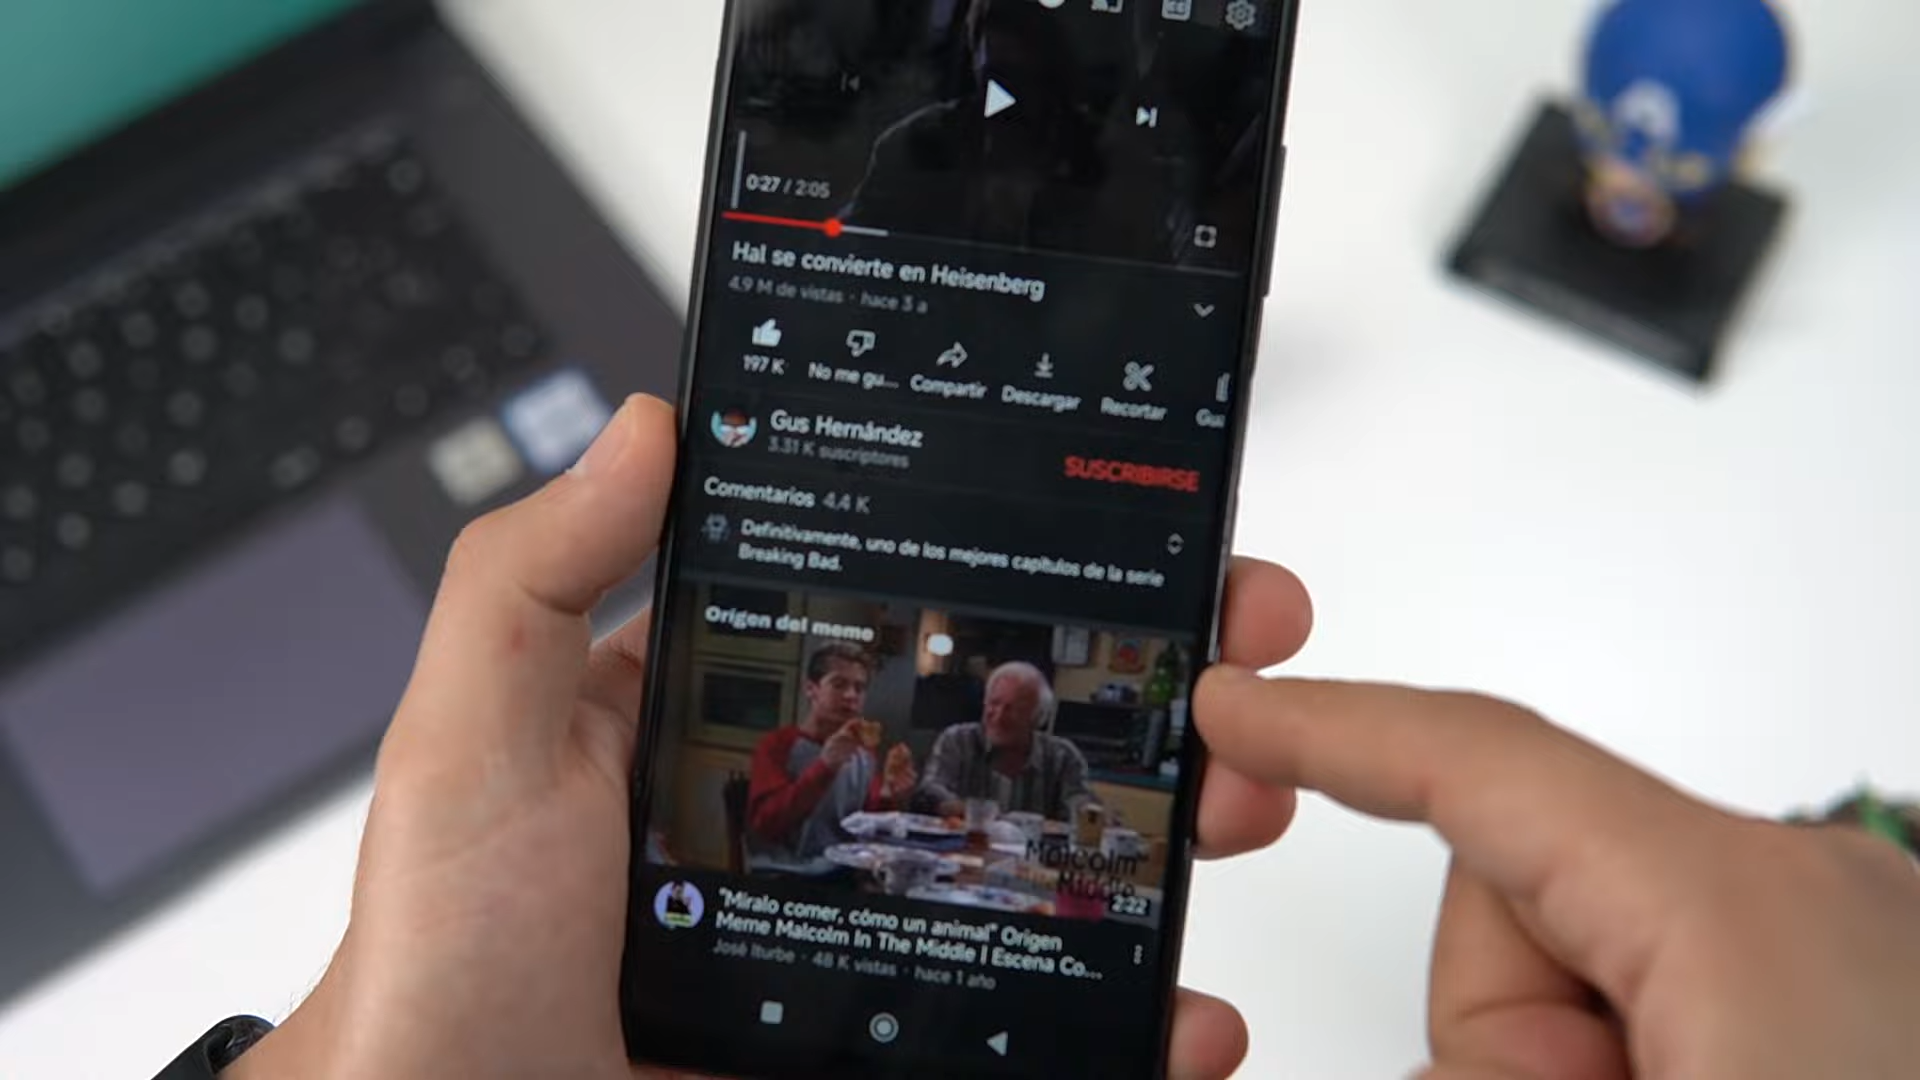 0:27 / 2:05
Hal se convierte en Heisenberg
4.9 M de vistas · hace 3 a
197 K
No me gu...
Compartir
Descargar
Recortar
Gu
Gus Hernández
3.31 K suscriptores
SUSCRIBIRSE
Comentarios 4.4 K
Definitivamente, uno de los mejores capítulos de la serie
Breaking Bad.
Origen del meme
Malcolm
Middle
2:22
"Miralo comer, cómo un animal" Origen
Meme Malcolm In The Middle | Escena Co...
José Iturbe · 48 K vistas · hace 1 año